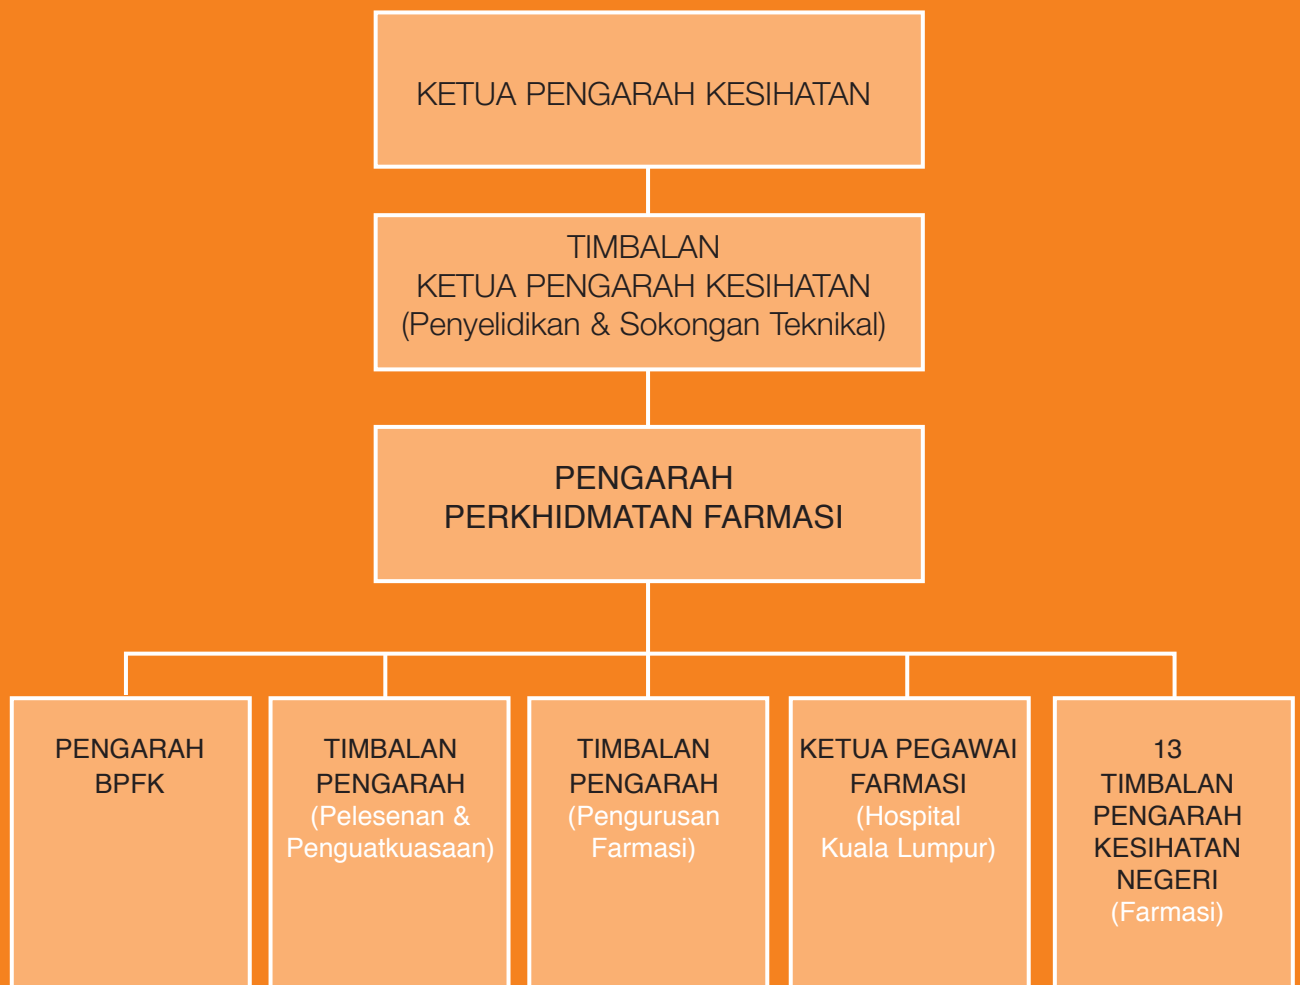 KETUA PENGARAH KESIHATAN
TIMBALAN
KETUA PENGARAH KESIHATAN
(Penyelidikan & Sokongan Teknikal)
PENGARAH
PERKHIDMATAN FARMASI
PENGARAH
BPFK
TIMBALAN
PENGARAH
(Pelesenan &
Penguatkuasaan)
TIMBALAN
PENGARAH
(Pengurusan
Farmasi)
KETUA PEGAWAI
FARMASI
(Hospital
Kuala Lumpur)
13
TIMBALAN
PENGARAH
KESIHATAN
NEGERI
(Farmasi)